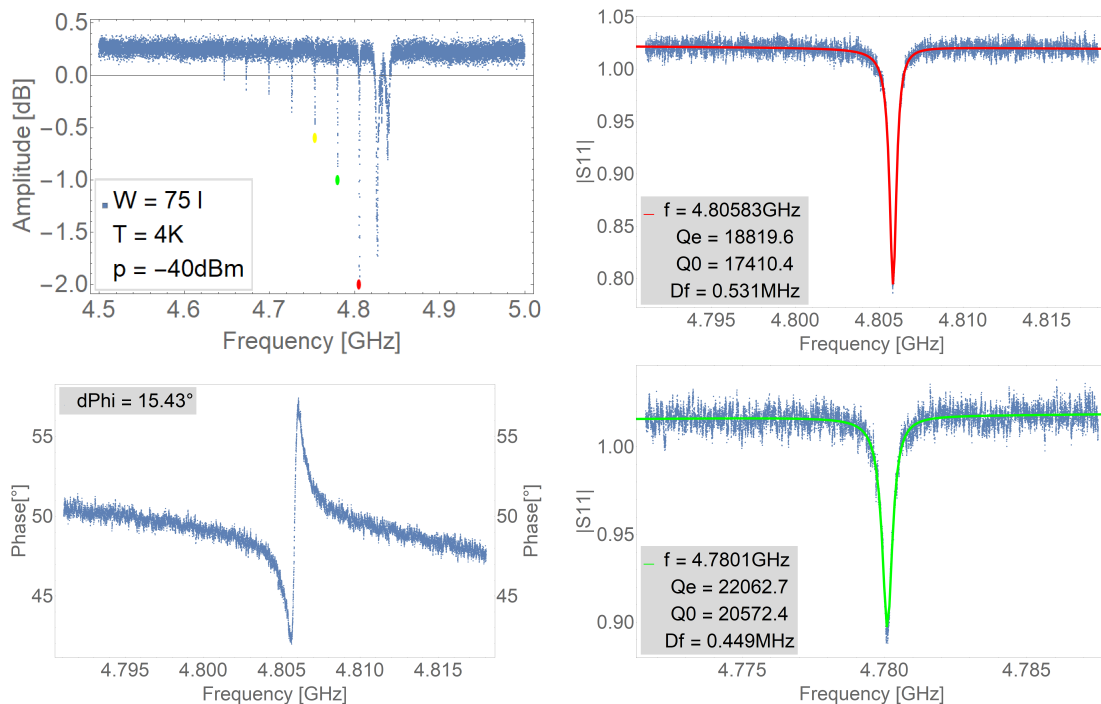 0.5
0.0
−0.5
−1.0
−1.5
−2.0
Amplitude [dB]
W = 75 l
T = 4K
p = −40dBm
4.5 4.6 4.7 4.8 4.9 5.0
Frequency [GHz]
1.05
1.00
0.95
0.90
0.85
0.80
|S11|
f = 4.80583GHz
Qe = 18819.6
Q0 = 17410.4
Df = 0.531MHz
4.795 4.800 4.805 4.810 4.815
Frequency [GHz]
dPhi = 15.43°
55
50
45
Phase[°]
55
50
45
Phase[°]
4.795 4.800 4.805 4.810 4.815
Frequency [GHz]
1.00
0.95
0.90
|S11|
f = 4.7801GHz
Qe = 22062.7
Q0 = 20572.4
Df = 0.449MHz
4.775 4.780 4.785
Frequency [GHz]